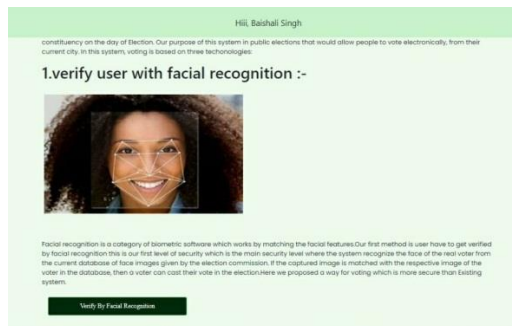 Hiii, Baishali Singh
constituency on the day of Election. Our purpose of this system in public elections that would allow people to vote electronically, from their
current city. In this system, voting is based on three techonologies:
1.verify user with facial recognition :-
Facial recognition is a category of biometric software which works by matching the facial features.Our first method is user have to get verified
by facial recognition this is our first level of security which is the main security level where the system recognize the face of the real voter from
the current database of face images given by the election commission. If the captured image is matched with the respective image of the
voter in the database, then a voter can cast their vote in the election.Here we proposed a way for voting which is more secure than Existing
system.
Verify By Facial Recognition